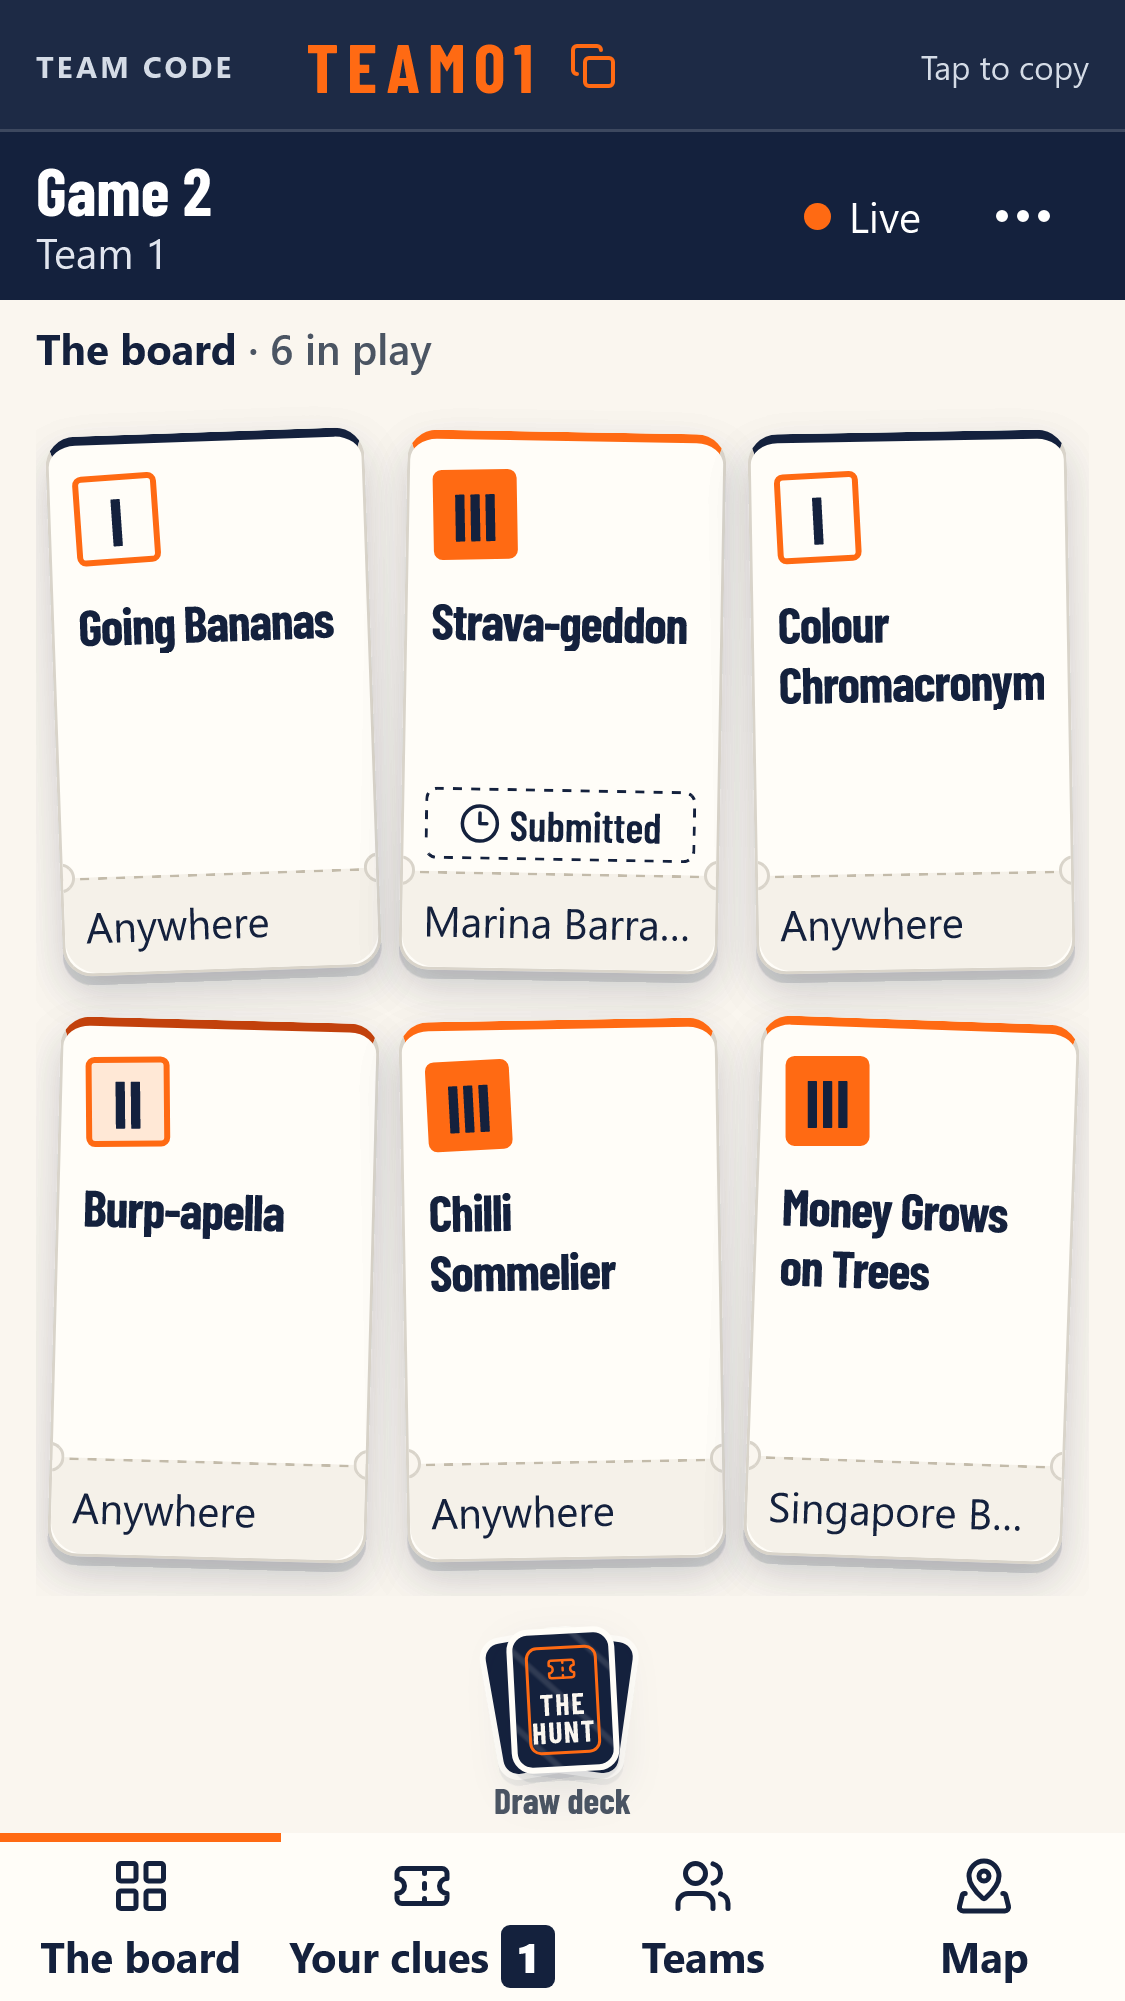 TEAM CODE
TEAM01
Tap to copy
Game 2
Team 1
Live
The board · 6 in play
I
Going Bananas
Anywhere
III
Strava-geddon
Submitted
Marina Barra...
I
Colour
Chromacronym
Anywhere
II
Burp-apella
Anywhere
III
Chilli
Sommelier
Anywhere
III
Money Grows
on Trees
Singapore B...
THE
HUNT
Draw deck
The board
Your clues 1
Teams
Map